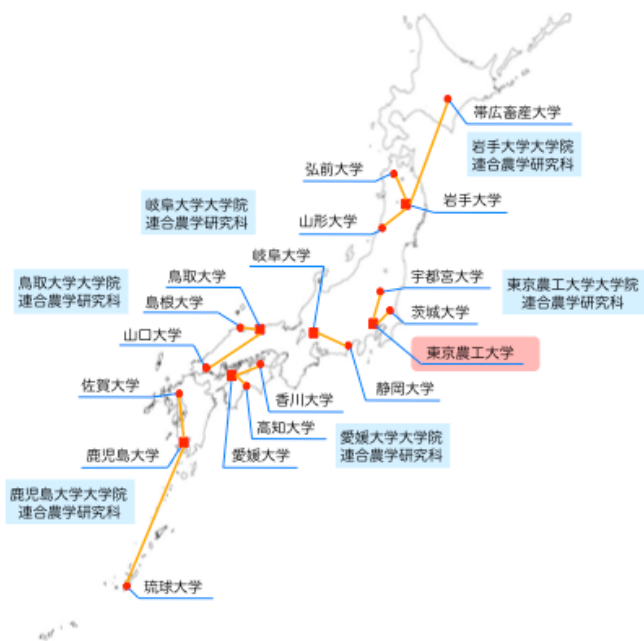 帯広畜産大学
岩手大学大学院
連合農学研究科
弘前大学
岩手大学
岐阜大学大学院
連合農学研究科
山形大学
岐阜大学
鳥取大学大学院
連合農学研究科
鳥取大学
宇都宮大学
東京農工大学大学院
連合農学研究科
島根大学
茨城大学
山口大学
東京農工大学
佐賀大学
静岡大学
香川大学
高知大学
愛媛大学大学院
連合農学研究科
鹿児島大学
愛媛大学
鹿児島大学大学院
連合農学研究科
琉球大学